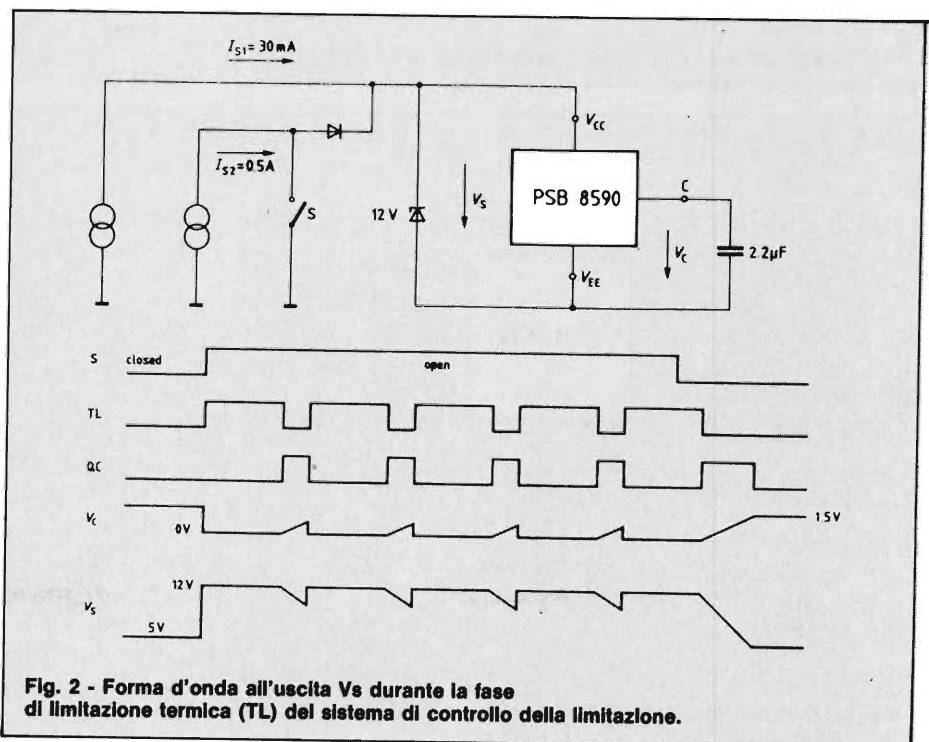 I_S1 = 30 mA
V_CC
I_S2 = 0.5A
S
12 V
V_S
PSB 8590
C
V_C
2.2µF
V_EE
S closed open
TL
QC
V_C 0V 1.5V
12 V
V_S
5V
Fig. 2 - Forma d'onda all'uscita Vs durante la fase
di limitazione termica (TL) del sistema di controllo della limitazione.